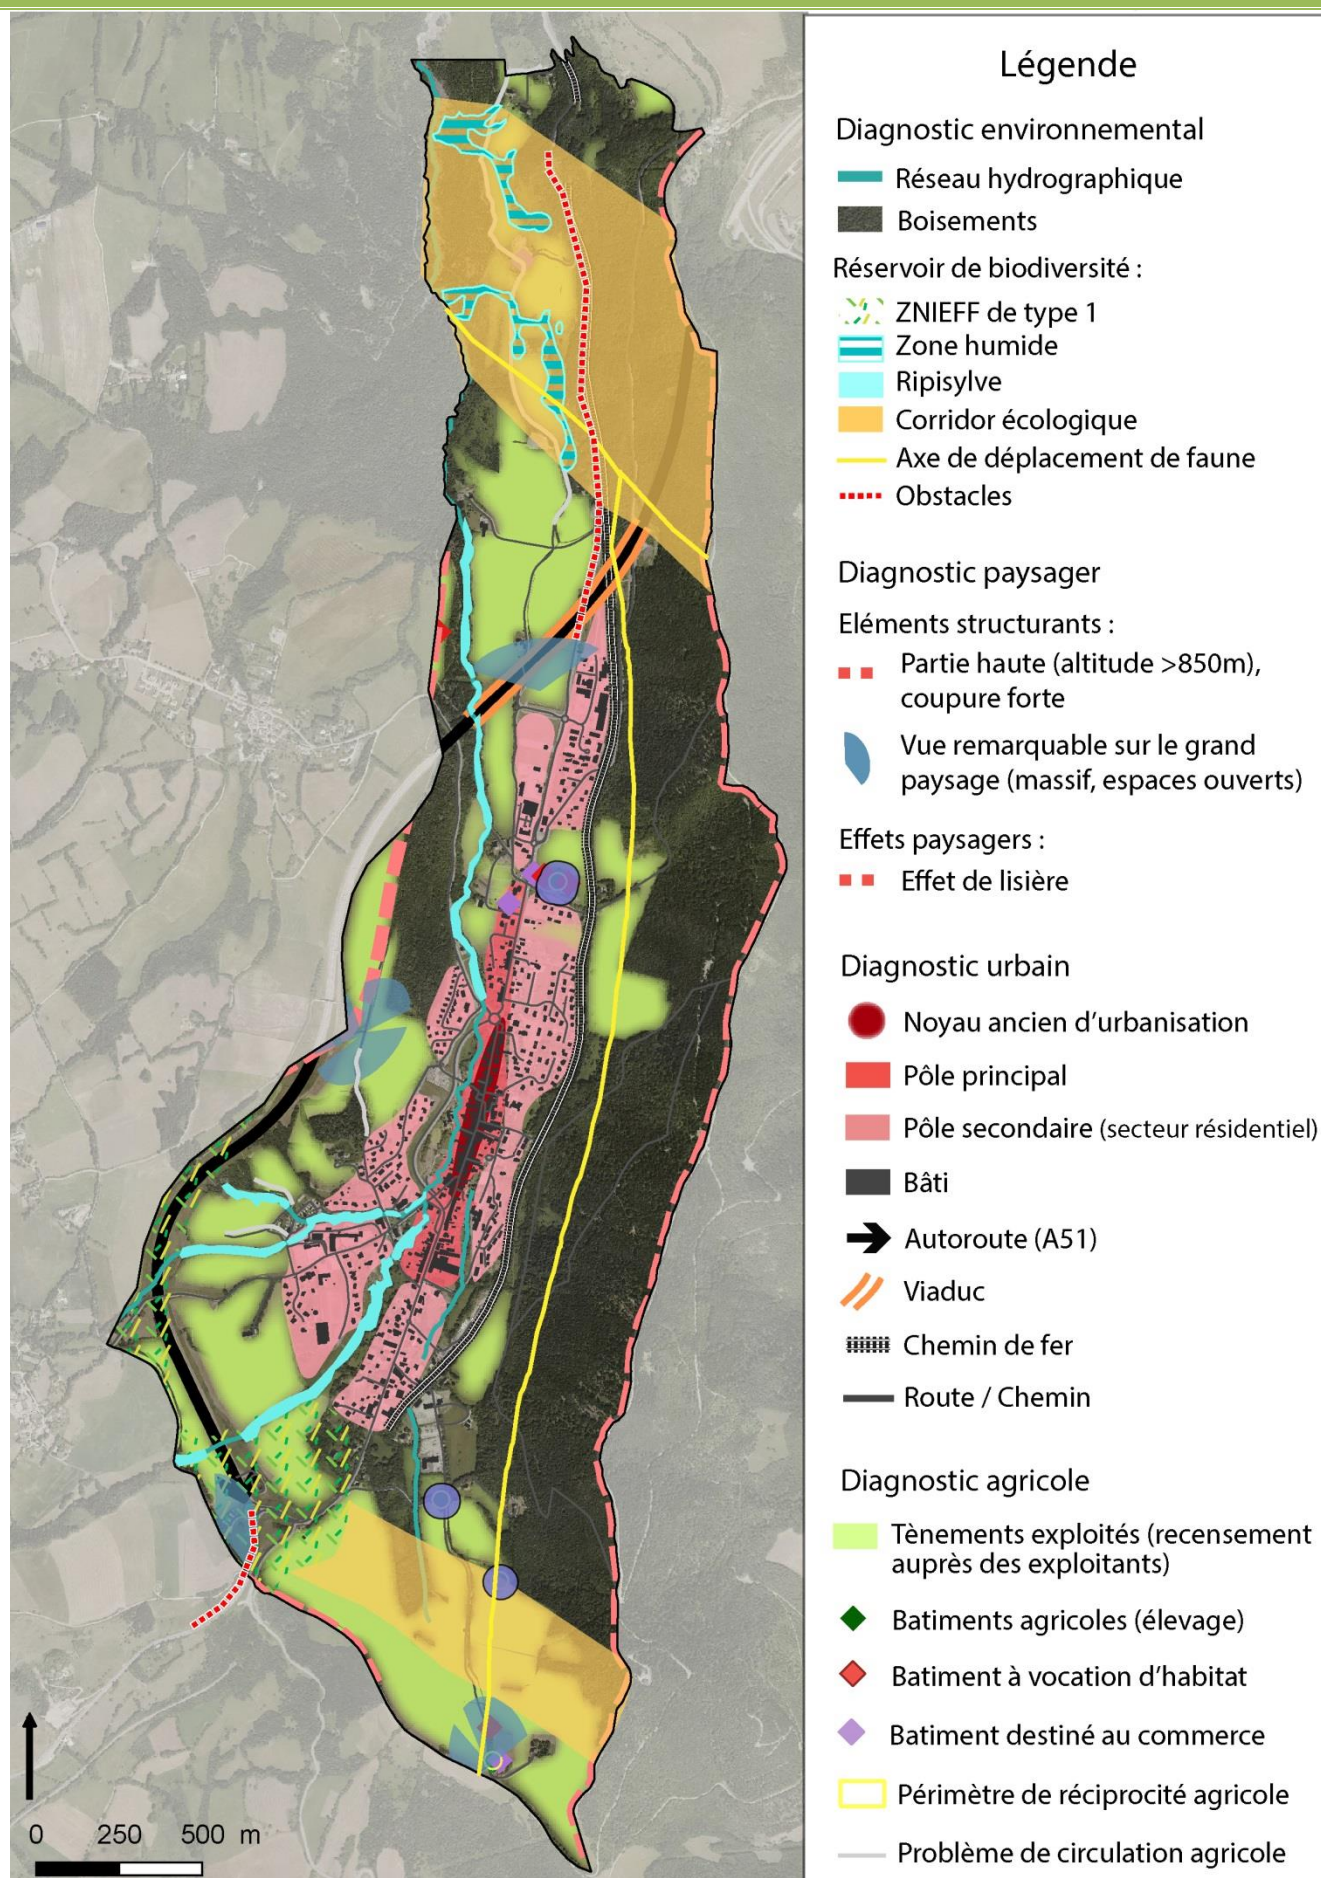 Légende
Diagnostic environnemental
Réseau hydrographique
Boisements
Réservoir de biodiversité :
ZNIEFF de type 1
Zone humide
Ripisylve
Corridor écologique
Axe de déplacement de faune
Obstacles
Diagnostic paysager
Eléments structurants :
Partie haute (altitude >850m),
coupure forte
Vue remarquable sur le grand
paysage (massif, espaces ouverts)
Effets paysagers :
Effet de lisière
Diagnostic urbain
Noyau ancien d'urbanisation
Pôle principal
Pôle secondaire (secteur résidentiel)
Bâti
Autoroute (A51)
Viaduc
Chemin de fer
Route / Chemin
Diagnostic agricole
Tènements exploités (recensement
auprès des exploitants)
Batiments agricoles (élevage)
Batiment à vocation d'habitat
Batiment destiné au commerce
Périmètre de réciprocité agricole
Problème de circulation agricole
0 250 500 m